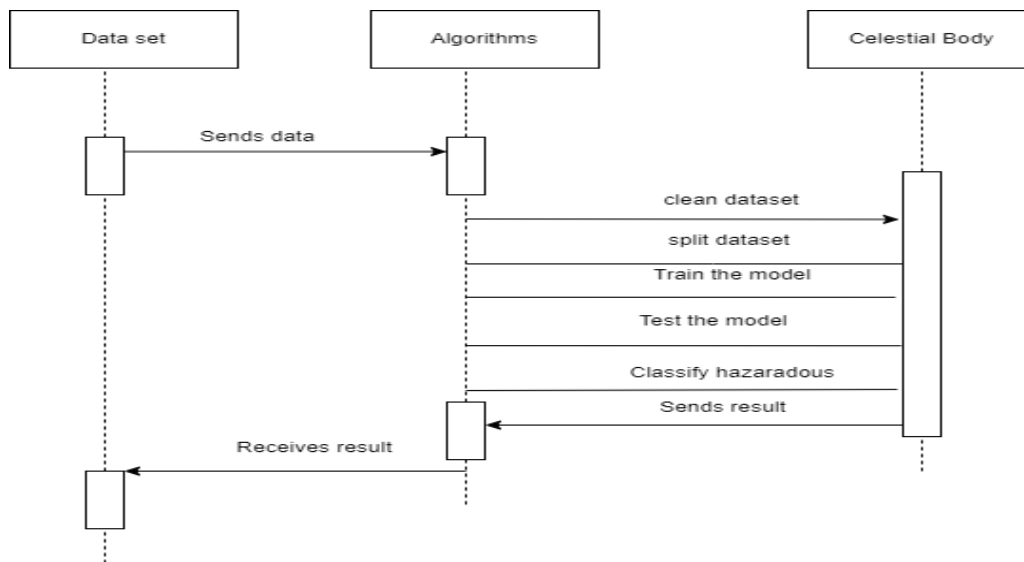 Data set
Algorithms
Celestial Body
Sends data
clean dataset
split dataset
Train the model
Test the model
Classify hazaradous
Sends result
Receives result